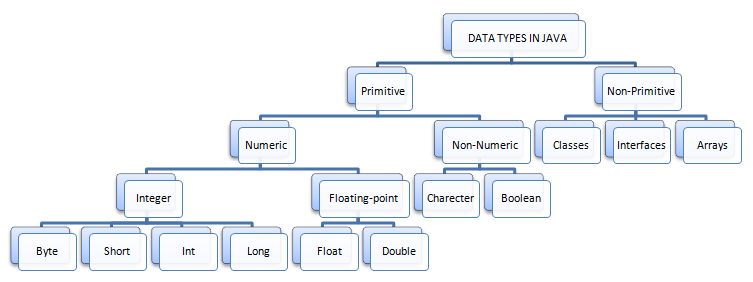 DATA TYPES IN JAVA
Primitive
Non-Primitive
Numeric
Non-Numeric
Classes
Interfaces
Arrays
Integer
Floating-point
Charecter
Boolean
Byte
Short
Int
Long
Float
Double